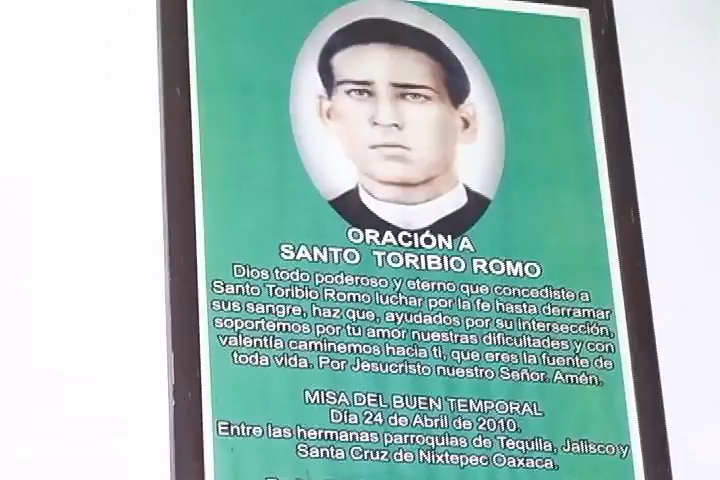 ORACIÓN A
SANTO TORIBIO ROMO
Dios todo poderoso y eterno que concediste a
Santo Toribio Romo luchar por la fe hasta derramar
sus sangre, haz que, ayudados por su intersección,
soportemos por tu amor nuestras dificultades y con
valentía caminemos hacia ti, que eres la fuente de
toda vida. Por Jesucristo nuestro Señor. Amén.
MISA DEL BUEN TEMPORAL
Día 24 de Abril de 2010.
Entre las hermanas parroquias de Tequila, Jalisco y
Santa Cruz de Nixtepec Oaxaca.